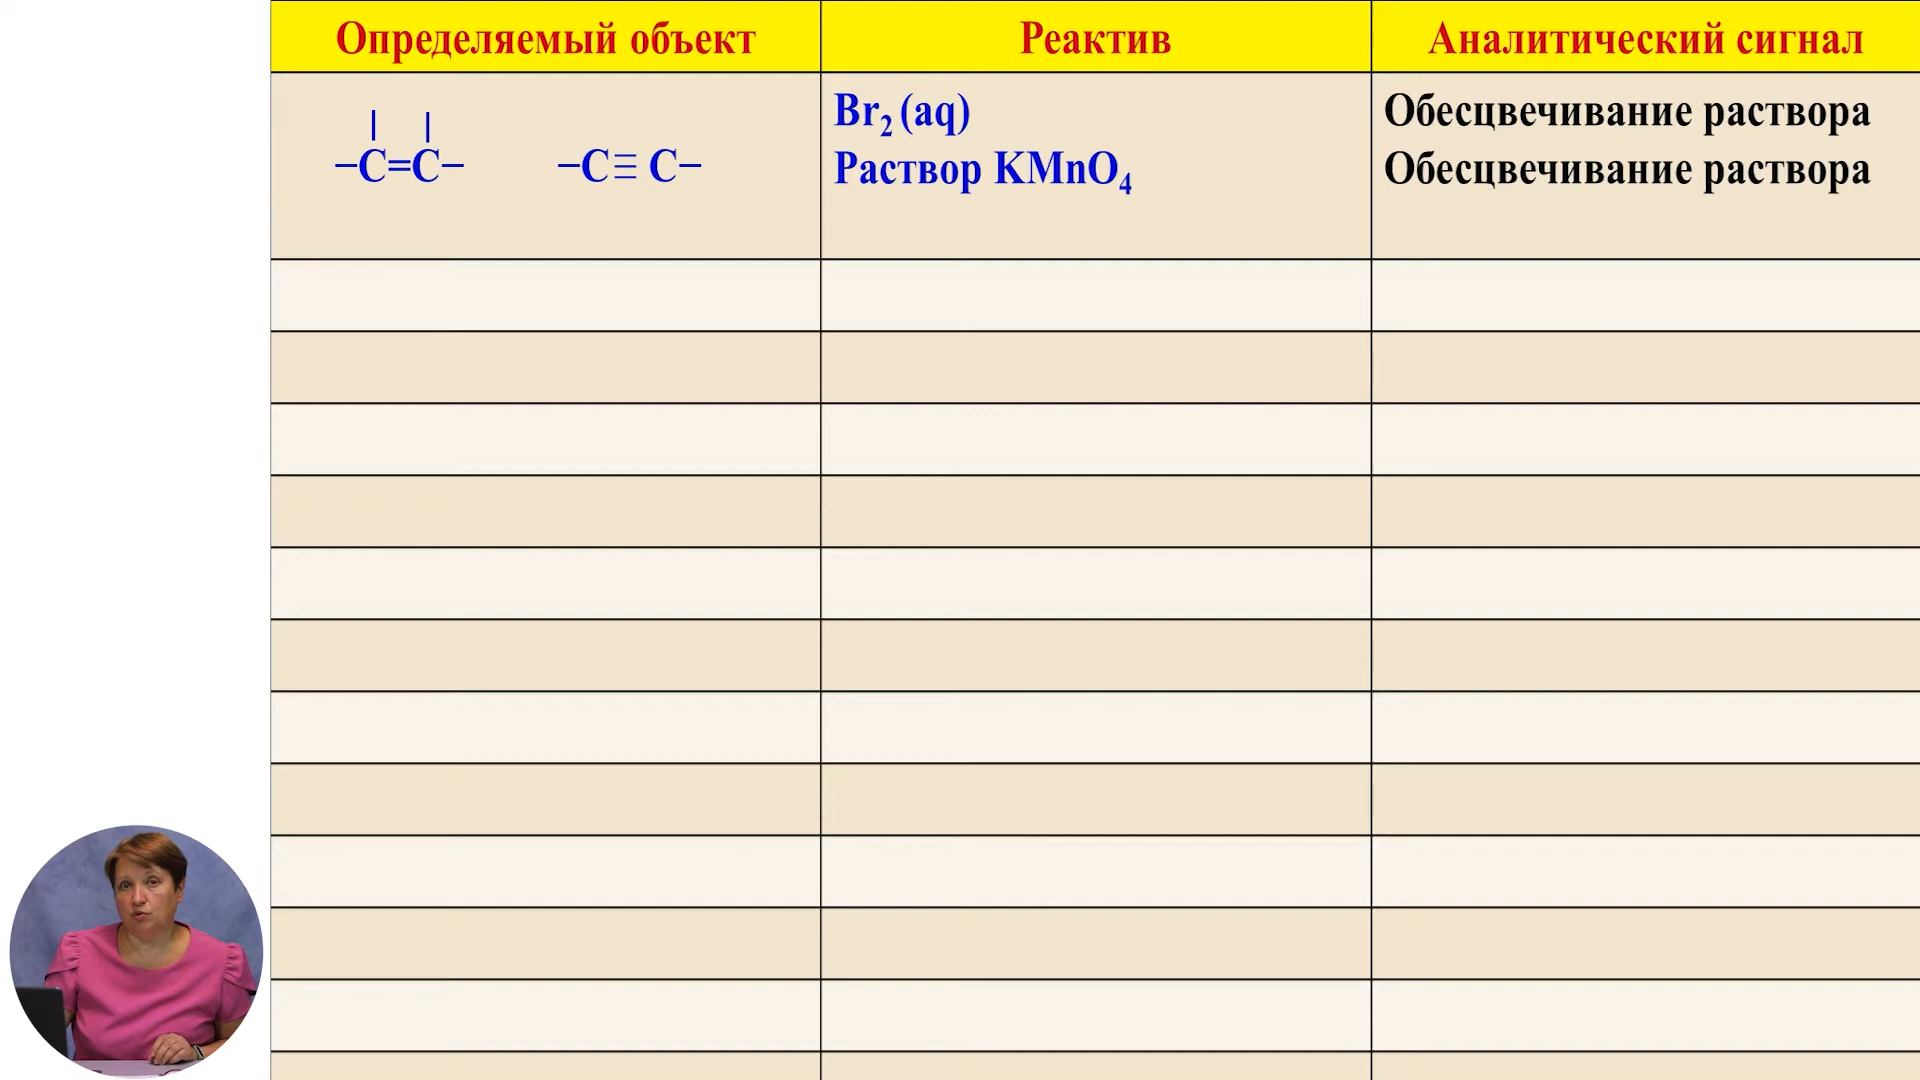 Определяемый объект Реактив Аналитический сигнал
–C=C– –C≡C– Br₂ (aq) Обесцвечивание раствора
Раствор KMnO₄ Обесцвечивание раствора